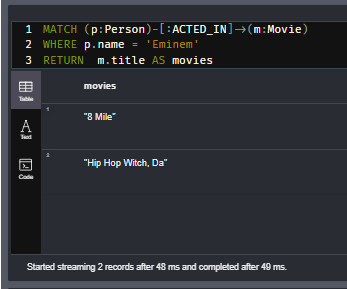 1 MATCH (p:Person)-[:ACTED_IN]->(m:Movie)
2 WHERE p.name = 'Eminem'
3 RETURN  m.title AS movies
Table
movies
1
"8 Mile"
A
Text
2
"Hip Hop Witch, Da"
Code
Started streaming 2 records after 48 ms and completed after 49 ms.